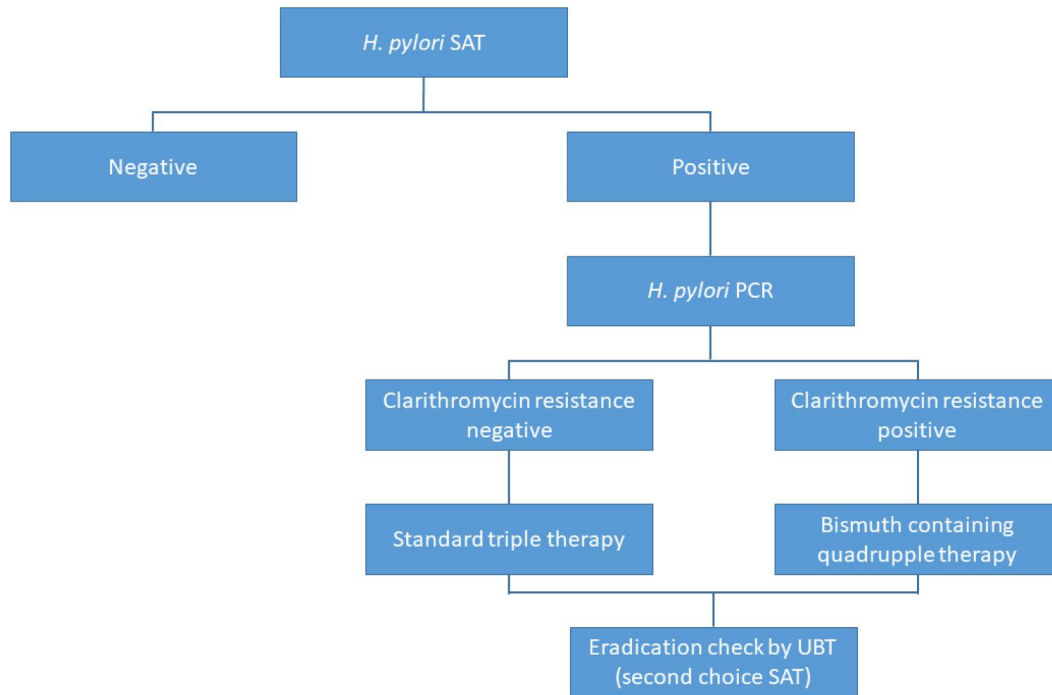 H. pylori SAT
Negative
Positive
H. pylori PCR
Clarithromycin resistance
negative
Clarithromycin resistance
positive
Standard triple therapy
Bismuth containing
quadrupple therapy
Eradication check by UBT
(second choice SAT)